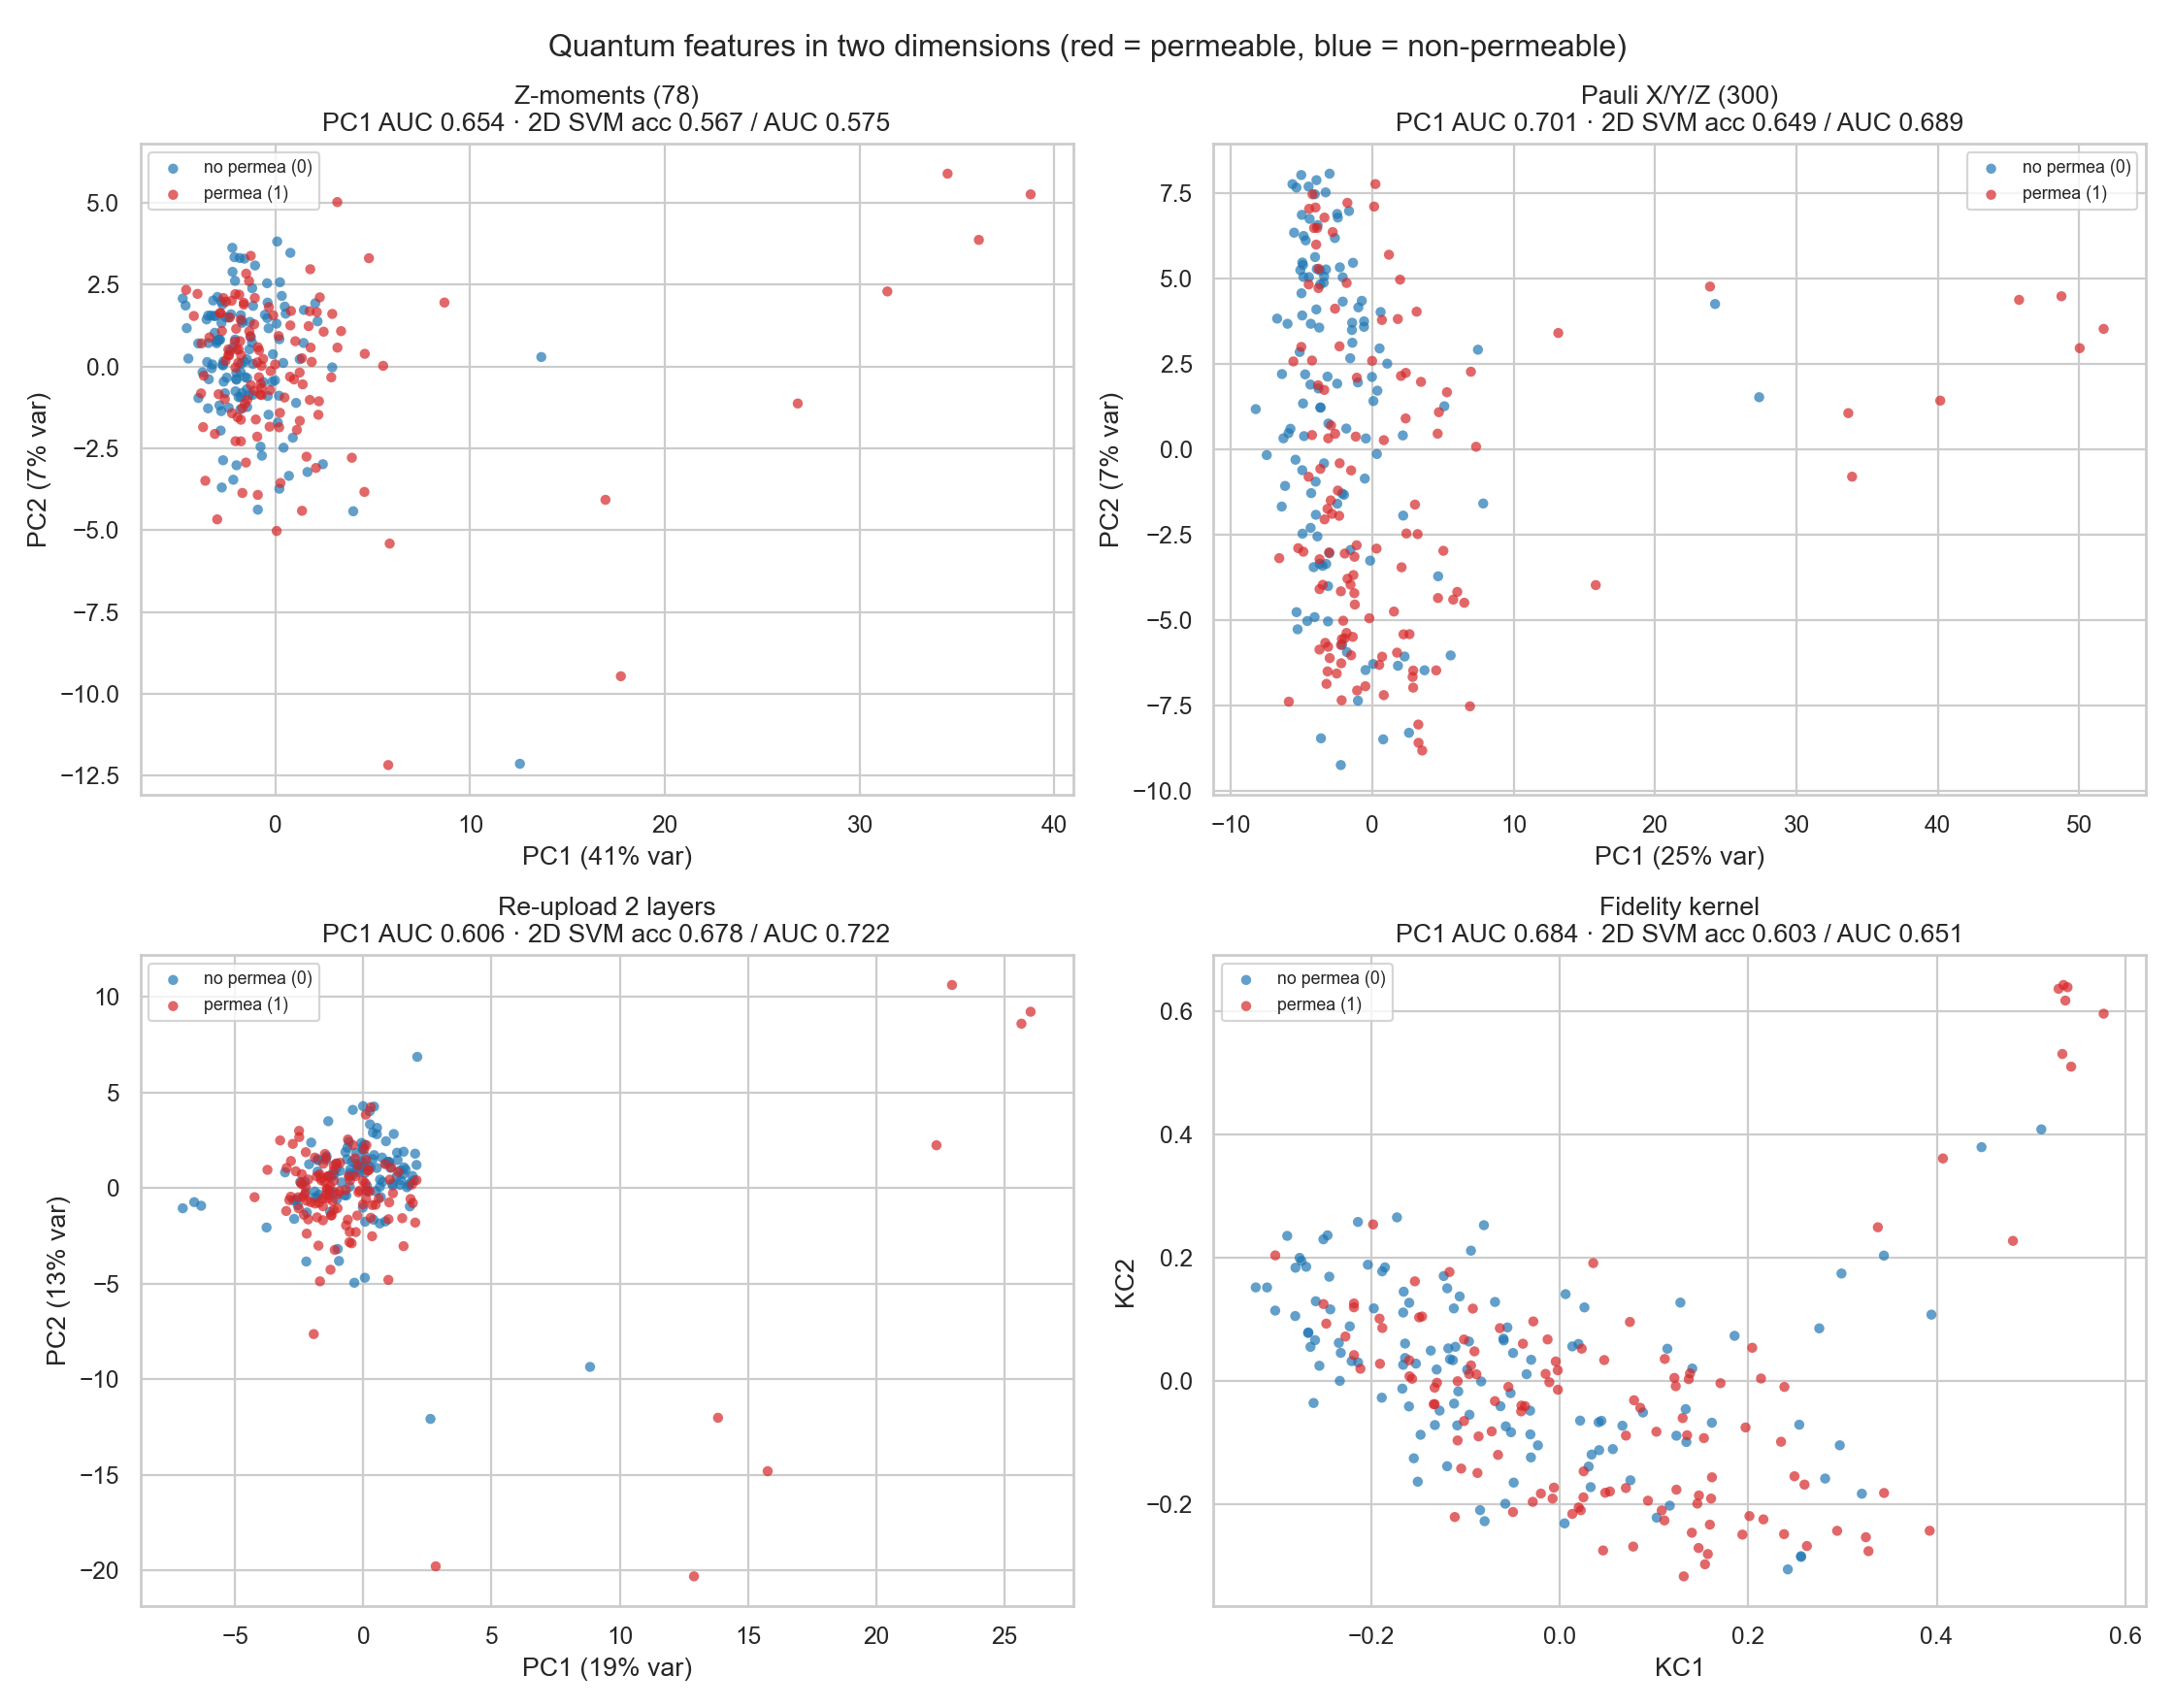 Quantum features in two dimensions (red = permeable, blue = non-permeable)
Z-moments (78)
PC1 AUC 0.654 · 2D SVM acc 0.567 / AUC 0.575
no permea (0)
permea (1)
5.0
2.5
0.0
−2.5
−5.0
−7.5
−10.0
−12.5
PC2 (7% var)
0 10 20 30 40
PC1 (41% var)
Pauli X/Y/Z (300)
PC1 AUC 0.701 · 2D SVM acc 0.649 / AUC 0.689
no permea (0)
permea (1)
7.5
5.0
2.5
0.0
−2.5
−5.0
−7.5
−10.0
PC2 (7% var)
−10 0 10 20 30 40 50
PC1 (25% var)
Re-upload 2 layers
PC1 AUC 0.606 · 2D SVM acc 0.678 / AUC 0.722
no permea (0)
permea (1)
10
5
0
−5
−10
−15
−20
PC2 (13% var)
−5 0 5 10 15 20 25
PC1 (19% var)
Fidelity kernel
PC1 AUC 0.684 · 2D SVM acc 0.603 / AUC 0.651
no permea (0)
permea (1)
0.6
0.4
0.2
0.0
−0.2
KC2
−0.2 0.0 0.2 0.4 0.6
KC1